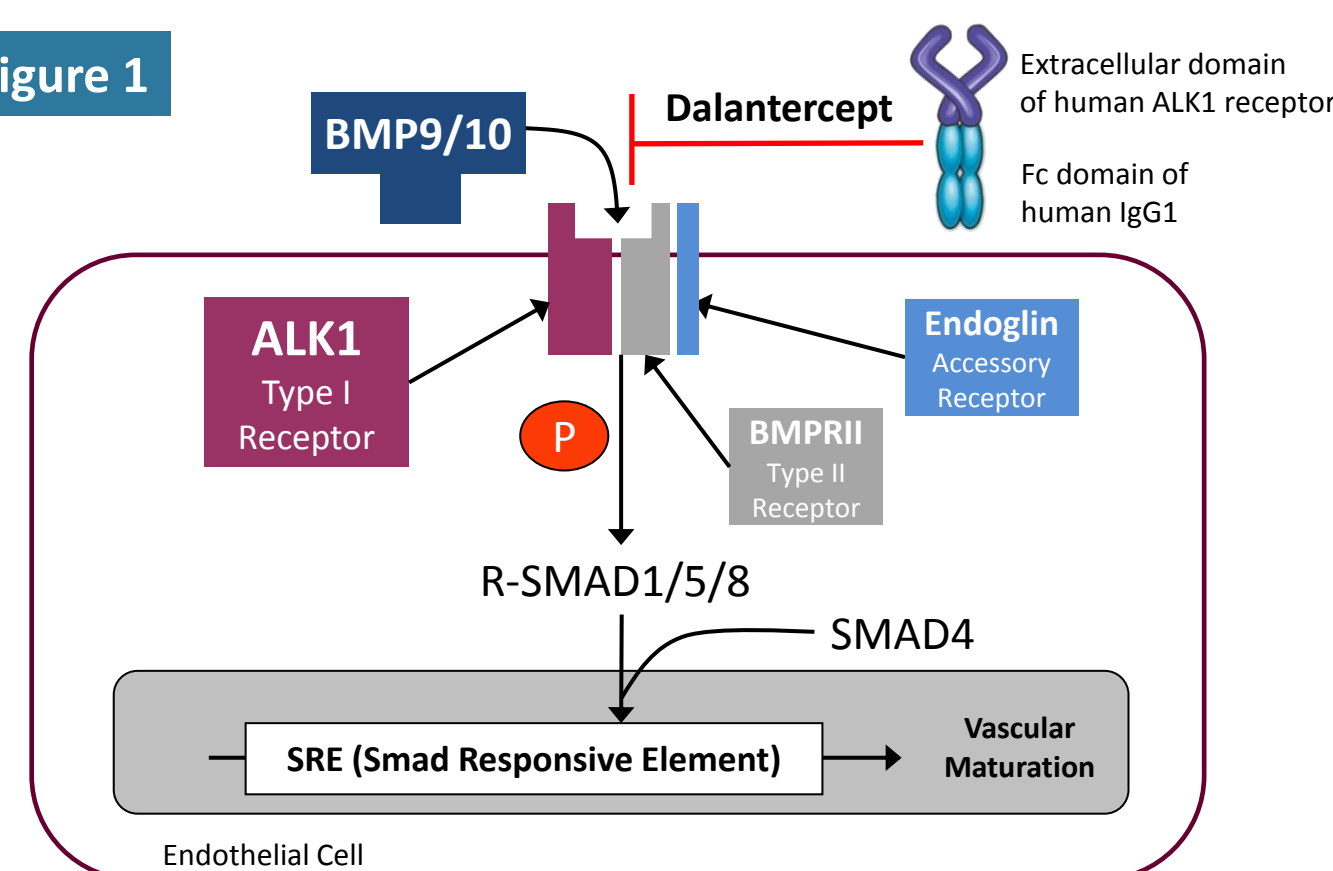 igure 1
BMP9/10
Dalantercept
Extracellular domain
of human ALK1 receptor
Fc domain of
human IgG1
ALK1
Type I
Receptor
Endoglin
Accessory
Receptor
P
BMPRII
Type II
Receptor
R-SMAD1/5/8
SMAD4
SRE (Smad Responsive Element)
Vascular
Maturation
Endothelial Cell